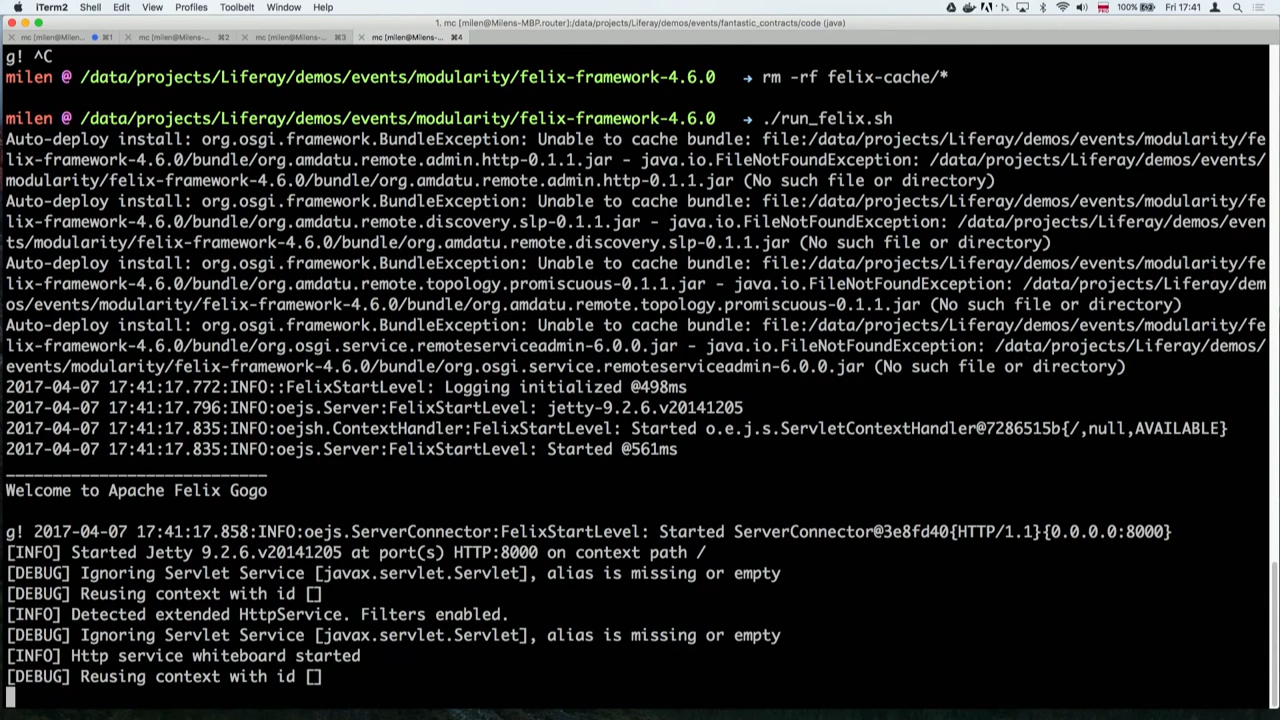 iTerm2 Shell Edit View Profiles Toolbelt Window Help 100% Fri 17:41
1. mc [milen@Milens-MBP.router]:/data/projects/Liferay/demos/events/fantastic_contracts/code (java)
mc [milen@Milen... ⌘1 mc [milen@Milens-... ⌘2 mc [milen@Milens-... ⌘3 mc [milen@Milens-... ⌘4
g! ^C
milen @ /data/projects/Liferay/demos/events/modularity/felix-framework-4.6.0 → rm -rf felix-cache/*
milen @ /data/projects/Liferay/demos/events/modularity/felix-framework-4.6.0 → ./run_felix.sh
Auto-deploy install: org.osgi.framework.BundleException: Unable to cache bundle: file:/data/projects/Liferay/demos/events/modularity/fe
lix-framework-4.6.0/bundle/org.amdatu.remote.admin.http-0.1.1.jar - java.io.FileNotFoundException: /data/projects/Liferay/demos/events/
modularity/felix-framework-4.6.0/bundle/org.amdatu.remote.admin.http-0.1.1.jar (No such file or directory)
Auto-deploy install: org.osgi.framework.BundleException: Unable to cache bundle: file:/data/projects/Liferay/demos/events/modularity/fe
lix-framework-4.6.0/bundle/org.amdatu.remote.discovery.slp-0.1.1.jar - java.io.FileNotFoundException: /data/projects/Liferay/demos/even
ts/modularity/felix-framework-4.6.0/bundle/org.amdatu.remote.discovery.slp-0.1.1.jar (No such file or directory)
Auto-deploy install: org.osgi.framework.BundleException: Unable to cache bundle: file:/data/projects/Liferay/demos/events/modularity/fe
lix-framework-4.6.0/bundle/org.amdatu.remote.topology.promiscuous-0.1.1.jar - java.io.FileNotFoundException: /data/projects/Liferay/dem
os/events/modularity/felix-framework-4.6.0/bundle/org.amdatu.remote.topology.promiscuous-0.1.1.jar (No such file or directory)
Auto-deploy install: org.osgi.framework.BundleException: Unable to cache bundle: file:/data/projects/Liferay/demos/events/modularity/fe
lix-framework-4.6.0/bundle/org.osgi.service.remoteserviceadmin-6.0.0.jar - java.io.FileNotFoundException: /data/projects/Liferay/demos/
events/modularity/felix-framework-4.6.0/bundle/org.osgi.service.remoteserviceadmin-6.0.0.jar (No such file or directory)
2017-04-07 17:41:17.772:INFO::FelixStartLevel: Logging initialized @498ms
2017-04-07 17:41:17.796:INFO:oejs.Server:FelixStartLevel: jetty-9.2.6.v20141205
2017-04-07 17:41:17.835:INFO:oejsh.ContextHandler:FelixStartLevel: Started o.e.j.s.ServletContextHandler@7286515b{/,null,AVAILABLE}
2017-04-07 17:41:17.835:INFO:oejs.Server:FelixStartLevel: Started @561ms
____________________________
Welcome to Apache Felix Gogo
g! 2017-04-07 17:41:17.858:INFO:oejs.ServerConnector:FelixStartLevel: Started ServerConnector@3e8fd40{HTTP/1.1}{0.0.0.0:8000}
[INFO] Started Jetty 9.2.6.v20141205 at port(s) HTTP:8000 on context path /
[DEBUG] Ignoring Servlet Service [javax.servlet.Servlet], alias is missing or empty
[DEBUG] Reusing context with id []
[INFO] Detected extended HttpService. Filters enabled.
[DEBUG] Ignoring Servlet Service [javax.servlet.Servlet], alias is missing or empty
[INFO] Http service whiteboard started
[DEBUG] Reusing context with id []